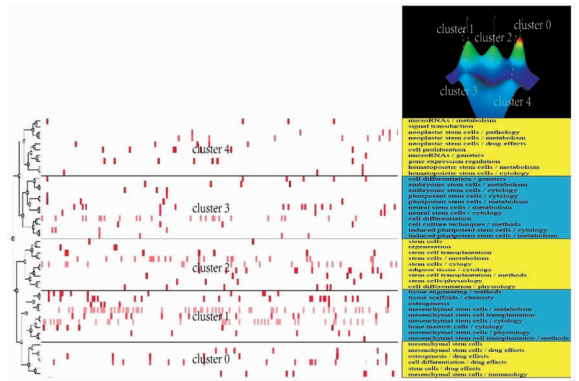 cluster 1
cluster 2
cluster 0
cluster 3
cluster 4
microRNAs / metabolism
signal transduction
neoplastic stem cells / pathology
neoplastic stem cells / metabolism
neoplastic stem cells / drug effects
cell proliferation
microRNAs / genetics
gene expression regulation
hematopoietic stem cells / metabolism
hematopoietic stem cells / cytology
cluster 4
cell differentiation / genetics
embryonic stem cells / metabolism
embryonic stem cells / cytology
pluripotent stem cells / cytology
pluripotent stem cells / metabolism
neural stem cells / metabolism
neural stem cells / cytology
cell differentiation
cell culture techniques / methods
induced pluripotent stem cells / cytology
induced pluripotent stem cells / metabolism
cluster 3
stem cells
regeneration
stem cell transplantation
stem cells / metabolism
stem cells / cytogy
adipose tissue / cytology
stem cell transplantation / methods
stem cells/physiology
cell differentiation / physiology
cluster 2
tissue engineering / methods
tissue scaffolds / chemistry
osteogenesis
mesenchymal stem cells / metabolism
mesenchymal stem cell transplantation
mesenchymal stem cells / cytology
bone marrow cells / cytology
mesenchymal stem cells / physiology
mesenchymal stem cell transplantation / methods
cluster 1
mesenchymal stem cells
mesenchymal stem cells / drug effects
osteogenesis / drug effects
cell differentiation / drug effects
stem cells / drug effects
mesenchymal stem cells / immunology
cluster 0